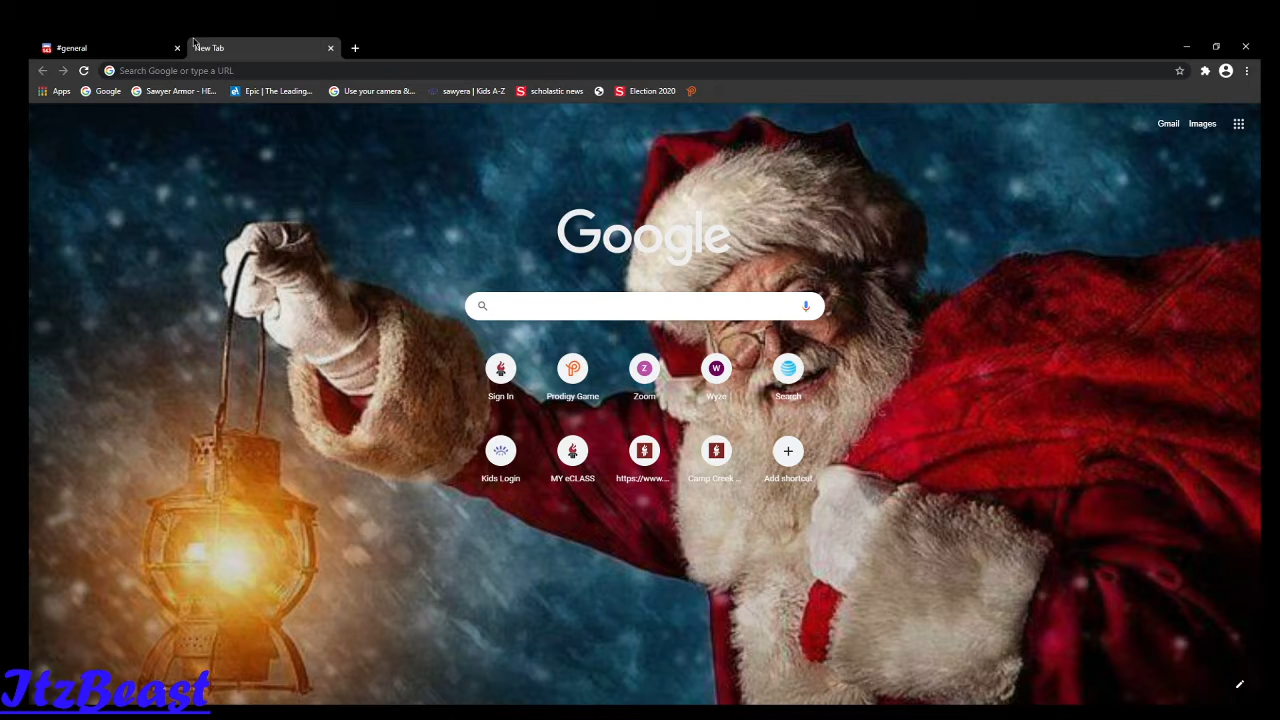 #general
New Tab
Search Google or type a URL
Apps
Google
Sawyer Armor - HE...
Epic | The Leading...
Use your camera &...
sawyera | Kids A-Z
scholastic news
Election 2020
Gmail
Images
Google
Sign In
Prodigy Game
Z
Zoom
W
Wyze
Search
Kids Login
MY eCLASS
https://www....
Camp Creek ...
Add shortcut
ItzBeast